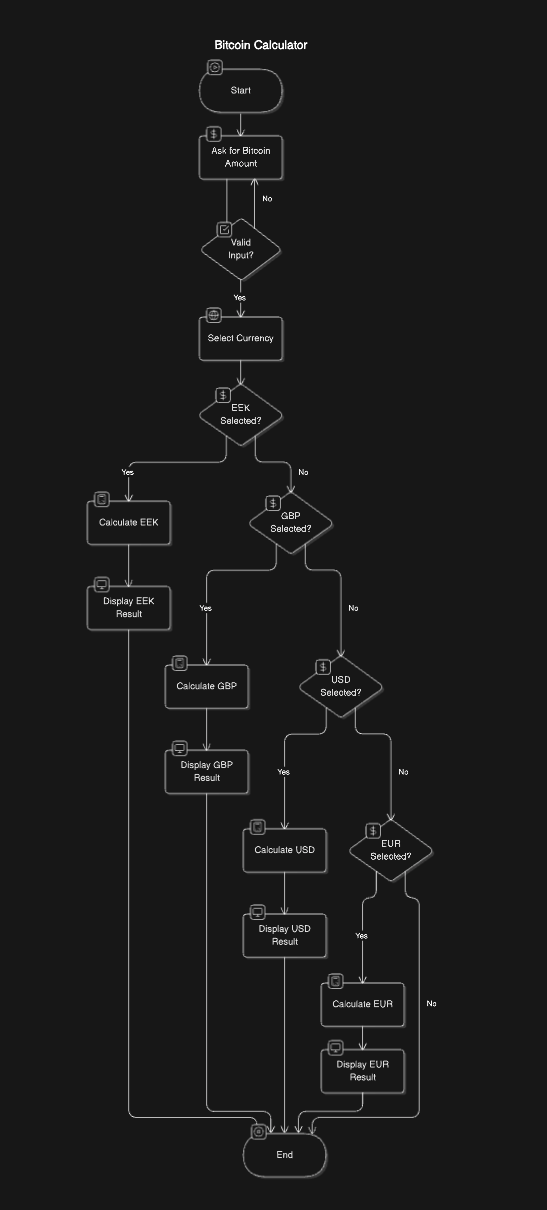 Bitcoin Calculator
Start
Ask for Bitcoin
Amount
No
Valid
Input?
Yes
Select Currency
EEK
Selected?
Yes
No
Calculate EEK
GBP
Selected?
Display EEK
Result
Yes
No
Calculate GBP
USD
Selected?
Display GBP
Result
Yes
No
Calculate USD
EUR
Selected?
Display USD
Result
Yes
Calculate EUR
No
Display EUR
Result
End